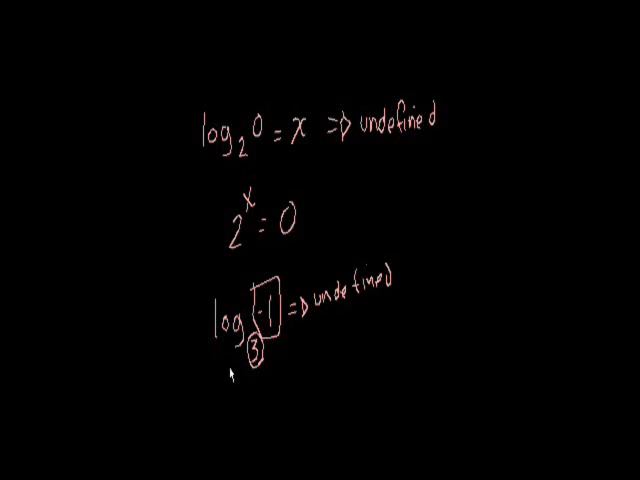 log₂0 = x ⇒ undefined
2ˣ = 0
log₃-1 ⇒ undefined